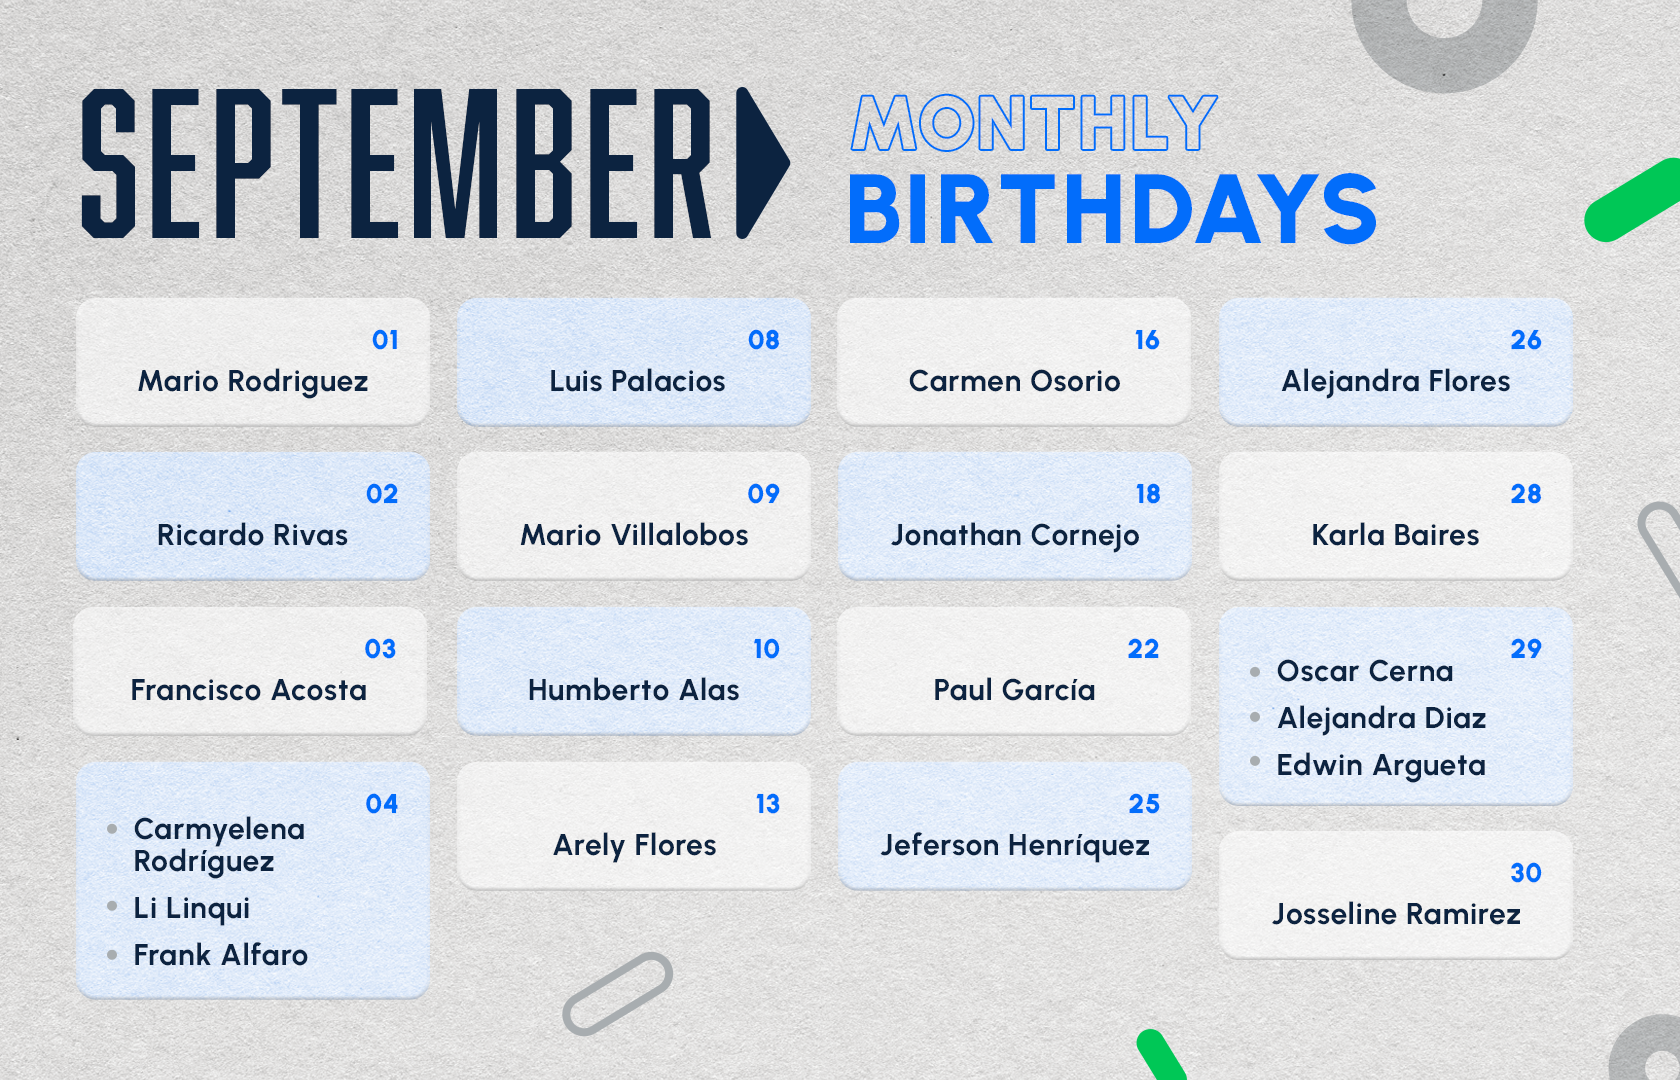 SEPTEMBER
MONTHLY
BIRTHDAYS
01
Mario Rodriguez
02
Ricardo Rivas
03
Francisco Acosta
04
Carmyelena
Rodríguez
Li Linqui
Frank Alfaro
08
Luis Palacios
09
Mario Villalobos
10
Humberto Alas
13
Arely Flores
16
Carmen Osorio
18
Jonathan Cornejo
22
Paul García
25
Jeferson Henríquez
26
Alejandra Flores
28
Karla Baires
29
Oscar Cerna
Alejandra Diaz
Edwin Argueta
30
Josseline Ramirez